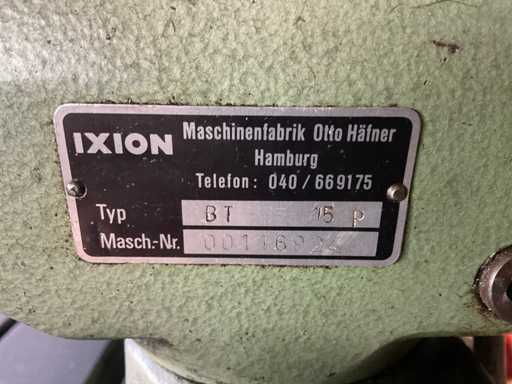 IXION Maschinenfabrik Otto Häfner
Hamburg
Telefon: 040/669175
Typ BT 15 P
Masch.-Nr.